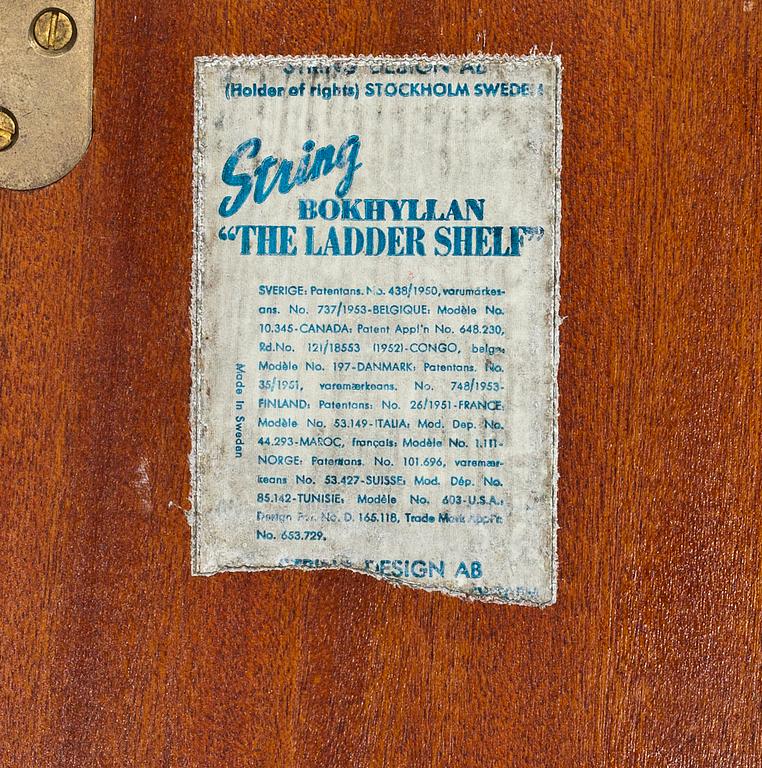 STRING DESIGN AB
(Holder of rights) STOCKHOLM SWEDEN
String
BOKHYLLAN
“THE LADDER SHELF”
SVERIGE: Patentans. No. 438/1950, varumärkes-
ans. No. 737/1953-BELGIQUE: Modèle No.
10.345-CANADA: Patent Appl'n No. 648.230,
Rd.No. 121/18553 (1952)-CONGO, belge:
Modèle No. 197-DANMARK: Patentans. No.
35/1951, varemærkeans. No. 748/1953-
FINLAND: Patentans: No. 26/1951-FRANCE:
Modèle No. 53.149-ITALIA: Mod. Dep. No.
44.293-MAROC, français: Modèle No. 1.111-
NORGE: Patentans. No. 101.696, varemær-
keans No. 53.427-SUISSE: Mod. Dép. No.
85.142-TUNISIE: Modèle No. 603-U.S.A.:
Design Pat. No. D. 165.118, Trade Mark Appl'n:
No. 653.729.
Made in Sweden
STRING DESIGN AB